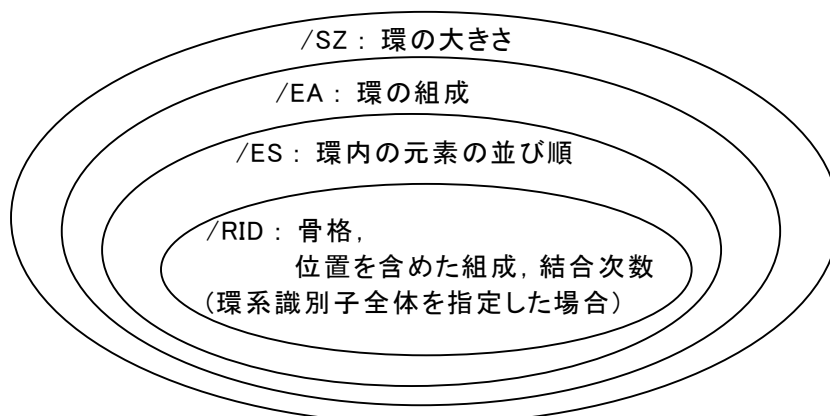 /SZ : 環の大きさ
/EA : 環の組成
/ES : 環内の元素の並び順
/RID : 骨格,
位置を含めた組成, 結合次数
(環系識別子全体を指定した場合)